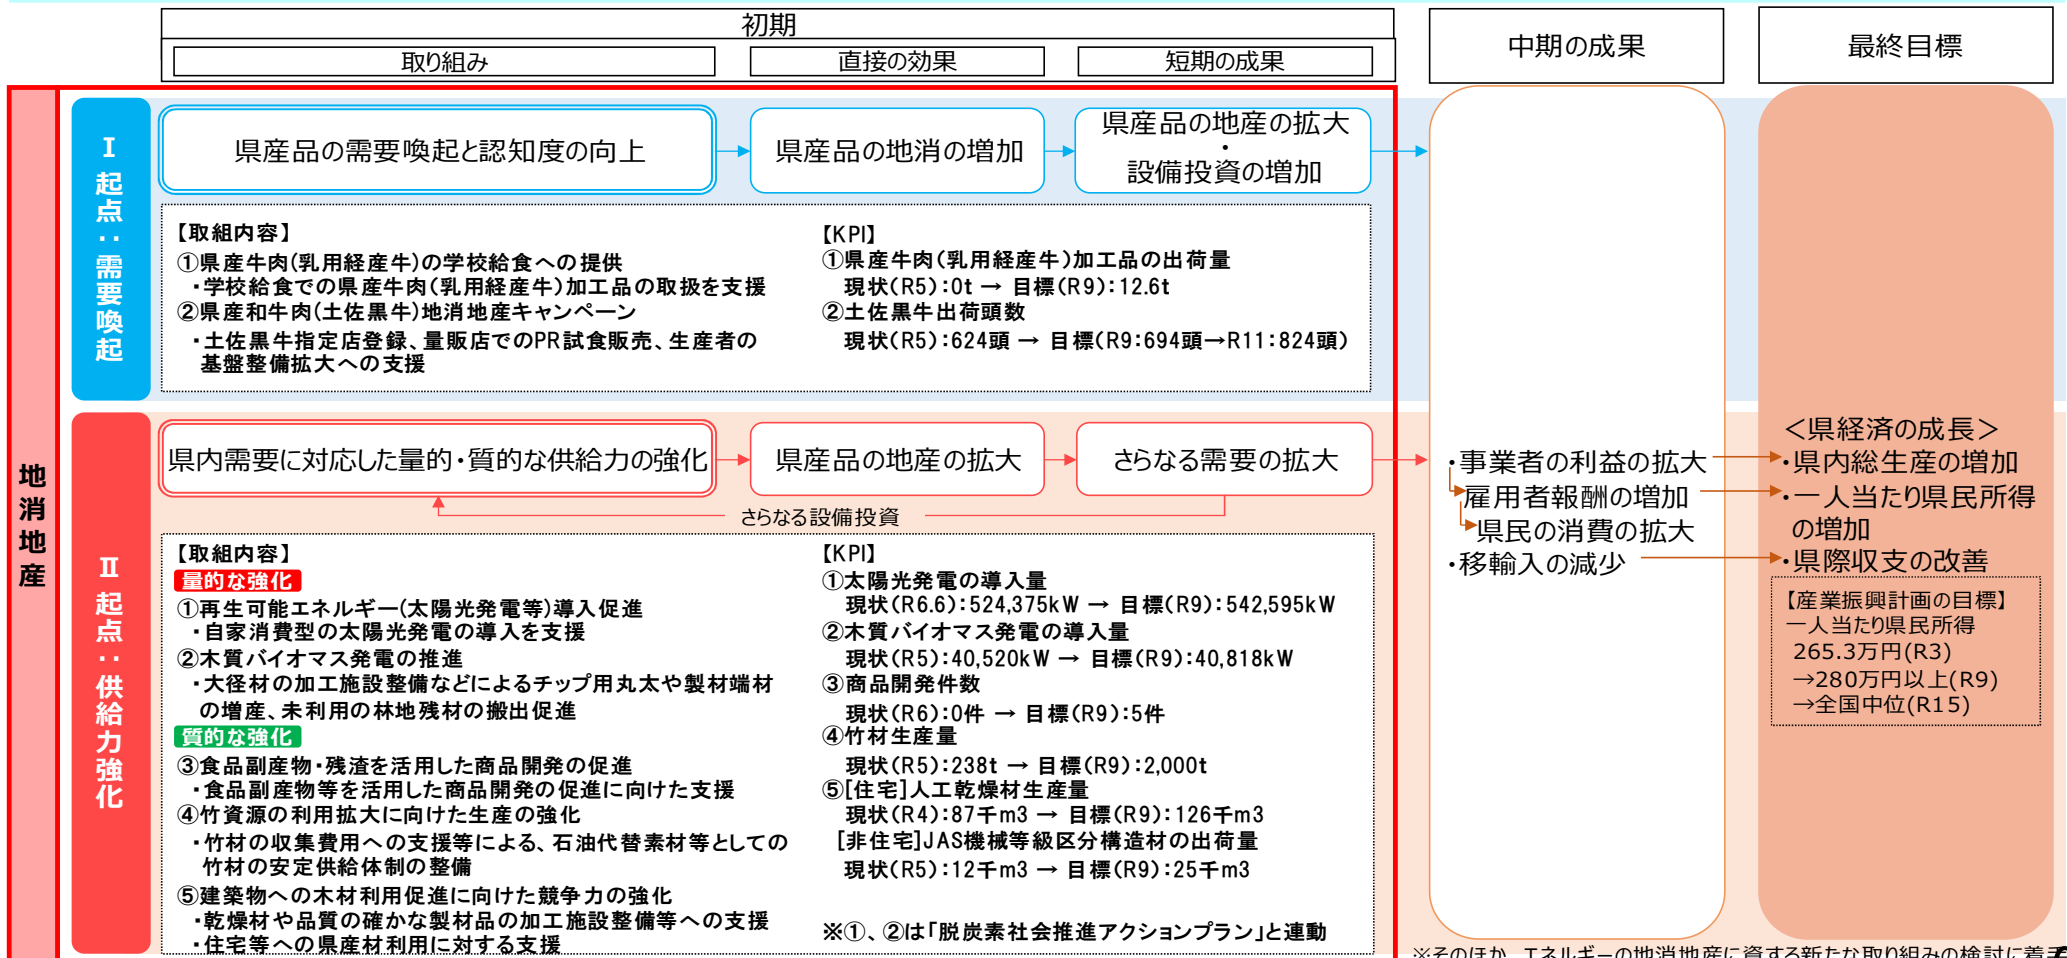 初期
取り組み
直接の効果
短期の成果
中期の成果
最終目標
地消地産
Ⅰ 起点：需要喚起
県産品の需要喚起と認知度の向上
県産品の地消の増加
県産品の地産の拡大
・
設備投資の増加
【取組内容】
①県産牛肉(乳用経産牛)の学校給食への提供
・学校給食での県産牛肉(乳用経産牛)加工品の取扱を支援
②県産和牛肉(土佐黒牛)地消地産キャンペーン
・土佐黒牛指定店登録、量販店でのPR試食販売、生産者の
基盤整備拡大への支援
【KPI】
①県産牛肉(乳用経産牛)加工品の出荷量
現状(R5):0t → 目標(R9):12.6t
②土佐黒牛出荷頭数
現状(R5):624頭 → 目標(R9:694頭→R11:824頭)
Ⅱ 起点：供給力強化
県内需要に対応した量的・質的な供給力の強化
県産品の地産の拡大
さらなる需要の拡大
さらなる設備投資
【取組内容】
量的な強化
①再生可能エネルギー(太陽光発電等)導入促進
・自家消費型の太陽光発電の導入を支援
②木質バイオマス発電の推進
・大径材の加工施設整備などによるチップ用丸太や製材端材
の増産、未利用の林地残材の搬出促進
質的な強化
③食品副産物・残渣を活用した商品開発の促進
・食品副産物等を活用した商品開発の促進に向けた支援
④竹資源の利用拡大に向けた生産の強化
・竹材の収集費用への支援等による、石油代替素材等としての
竹材の安定供給体制の整備
⑤建築物への木材利用促進に向けた競争力の強化
・乾燥材や品質の確かな製材品の加工施設整備等への支援
・住宅等への県産材利用に対する支援
【KPI】
①太陽光発電の導入量
現状(R6.6):524,375kW → 目標(R9):542,595kW
②木質バイオマス発電の導入量
現状(R5):40,520kW → 目標(R9):40,818kW
③商品開発件数
現状(R6):0件 → 目標(R9):5件
④竹材生産量
現状(R5):238t → 目標(R9):2,000t
⑤[住宅]人工乾燥材生産量
現状(R4):87千m3 → 目標(R9):126千m3
[非住宅]JAS機械等級区分構造材の出荷量
現状(R5):12千m3 → 目標(R9):25千m3
※①、②は「脱炭素社会推進アクションプラン」と連動
・事業者の利益の拡大
雇用者報酬の増加
県民の消費の拡大
・移輸入の減少
＜県経済の成長＞
・県内総生産の増加
・一人当たり県民所得
の増加
・県際収支の改善
【産業振興計画の目標】
一人当たり県民所得
265.3万円(R3)
→280万円以上(R9)
→全国中位(R15)
※そのほか、エネルギーの地消地産に資する新たな取り組みの検討に着手